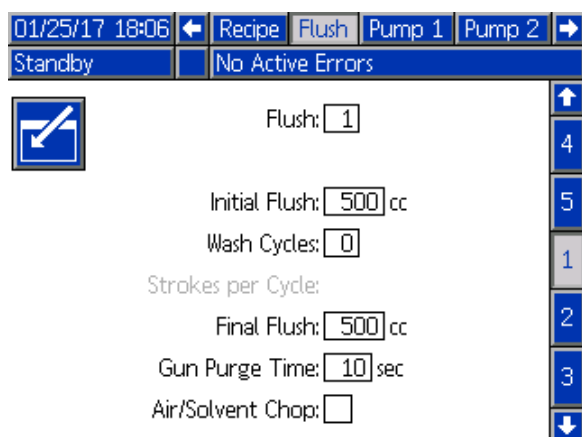 01/25/17 18:06 Recipe Flush Pump 1 Pump 2
Standby No Active Errors
Flush: 1
4
Initial Flush: 500 cc
5
Wash Cycles: 0
1
Strokes per Cycle:
Final Flush: 500 cc
2
Gun Purge Time: 10 sec
3
Air/Solvent Chop: